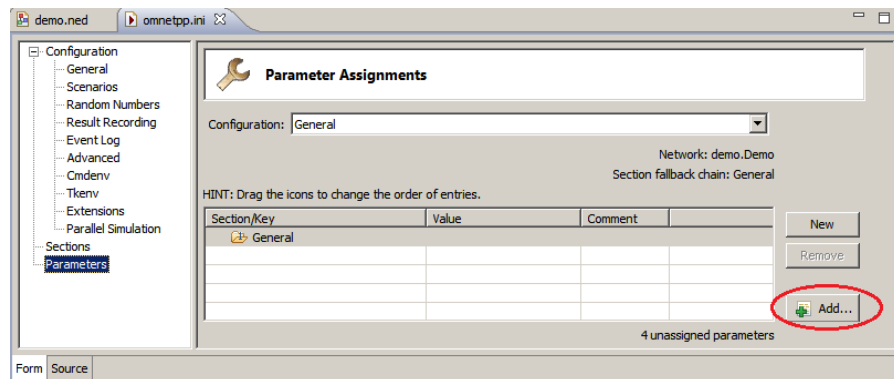 demo.ned omnetpp.ini
Configuration
General
Scenarios
Random Numbers
Result Recording
Event Log
Advanced
Cmdenv
Tkenv
Extensions
Parallel Simulation
Sections
Parameters
Parameter Assignments
Configuration: General
Network: demo.Demo
Section fallback chain: General
HINT: Drag the icons to change the order of entries.
Section/Key Value Comment
General
New
Remove
Add...
4 unassigned parameters
Form Source